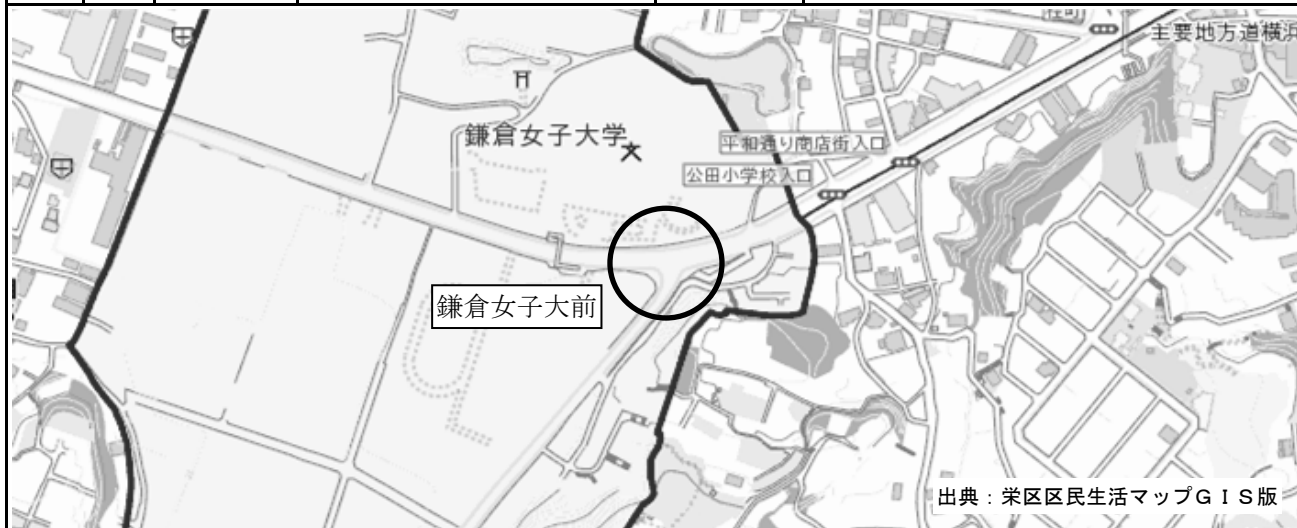 桂町
主要地方道横浜
鎌倉女子大学
平和通り商店街入口
公田小学校入口
鎌倉女子大前
出典：栄区区民生活マップＧＩＳ版